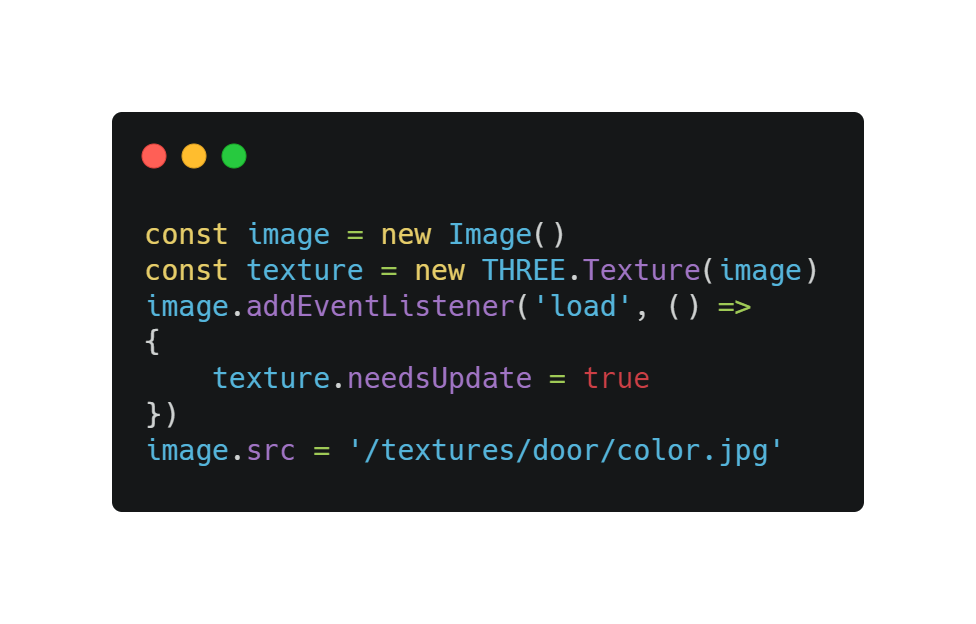 const image = new Image()
const texture = new THREE.Texture(image)
image.addEventListener('load', () =>
{
    texture.needsUpdate = true
})
image.src = '/textures/door/color.jpg'